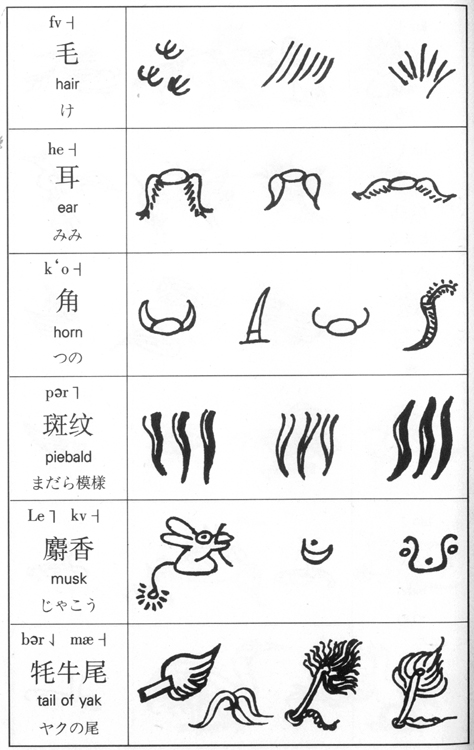 fv ˧
毛
hair
け
he ˧
耳
ear
みみ
k‘o ˧
角
horn
つの
pər ˥
斑纹
piebald
まだら模様
Le ˥ kv ˧
麝香
musk
じゃこう
bər ˩ mæ ˧
牦牛尾
tail of yak
ヤクの尾